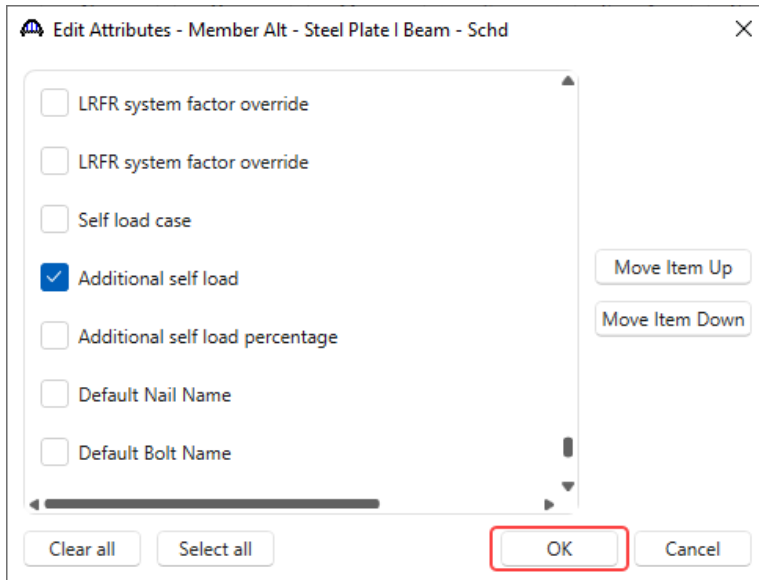 Edit Attributes - Member Alt - Steel Plate I Beam - Schd
LRFR system factor override
LRFR system factor override
Self load case
Additional self load
Additional self load percentage
Default Nail Name
Default Bolt Name
Move Item Up
Move Item Down
Clear all
Select all
OK
Cancel